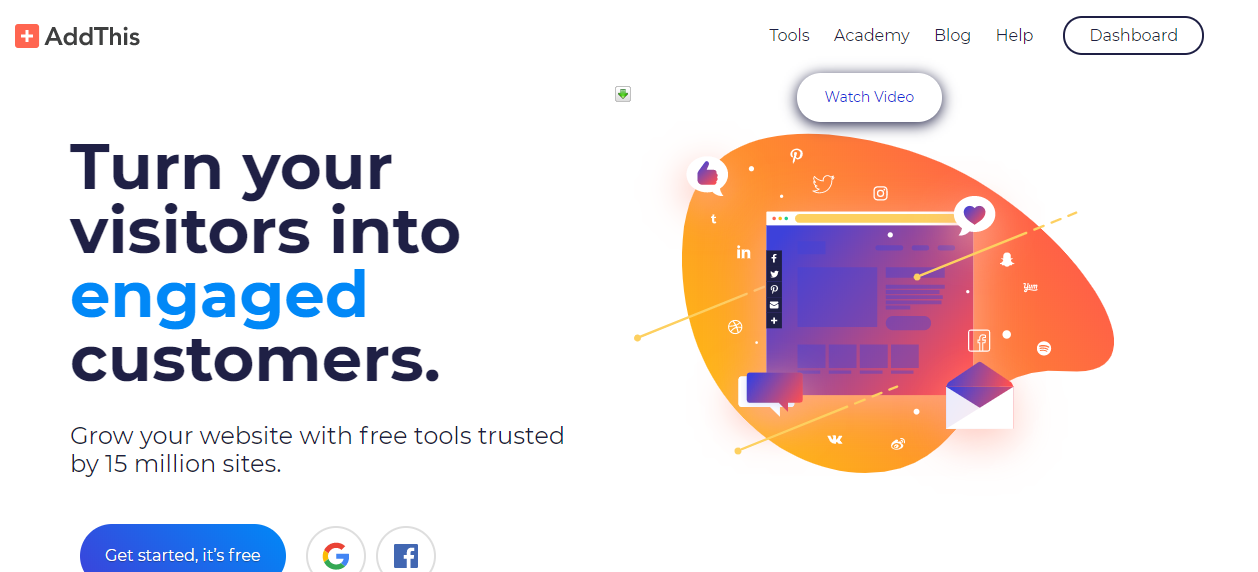 AddThis
Tools Academy Blog Help Dashboard
Watch Video
Turn your
visitors into
engaged
customers.
Grow your website with free tools trusted
by 15 million sites.
Get started, it's free